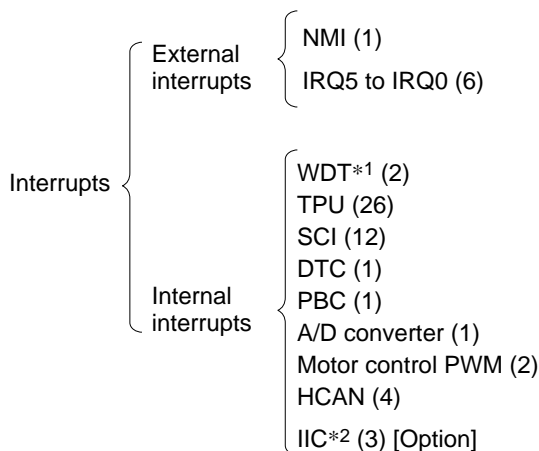 Interrupts
External
interrupts
NMI (1)
IRQ5 to IRQ0 (6)
Internal
interrupts
WDT*1 (2)
TPU (26)
SCI (12)
DTC (1)
PBC (1)
A/D converter (1)
Motor control PWM (2)
HCAN (4)
IIC*2 (3) [Option]